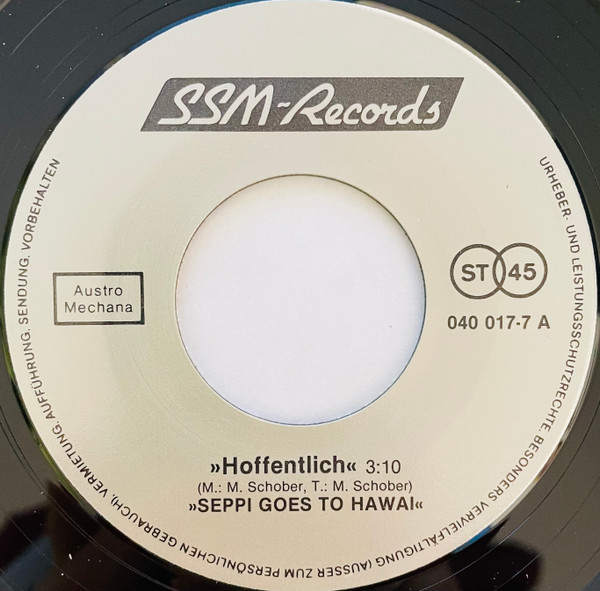 SSM-Records
Austro
Mechana
ST 45
040 017-7 A
»Hoffentlich« 3:10
(M.: M. Schober, T.: M. Schober)
»SEPPI GOES TO HAWAI«
URHEBER- UND LEISTUNGSSCHUTZRECHTE, BESONDERS VERVIELFÄLTIGUNG (AUSSER ZUM PERSÖNLICHEN GEBRAUCH), VERMIETUNG, AUFFÜHRUNG, SENDUNG, VORBEHALTEN